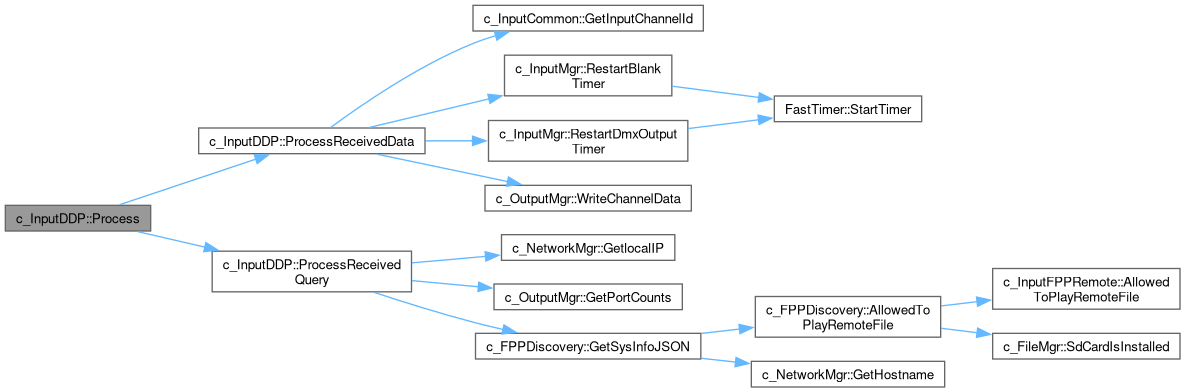 c_InputCommon::GetInputChannelId
c_InputMgr::RestartBlank
Timer
FastTimer::StartTimer
c_InputDDP::ProcessReceivedData
c_InputMgr::RestartDmxOutput
Timer
c_OutputMgr::WriteChannelData
c_InputDDP::Process
c_NetworkMgr::GetlocalIP
c_InputDDP::ProcessReceived
Query
c_OutputMgr::GetPortCounts
c_InputFPPRemote::Allowed
ToPlayRemoteFile
c_FPPDiscovery::AllowedTo
PlayRemoteFile
c_FPPDiscovery::GetSysInfoJSON
c_FileMgr::SdCardIsInstalled
c_NetworkMgr::GetHostname